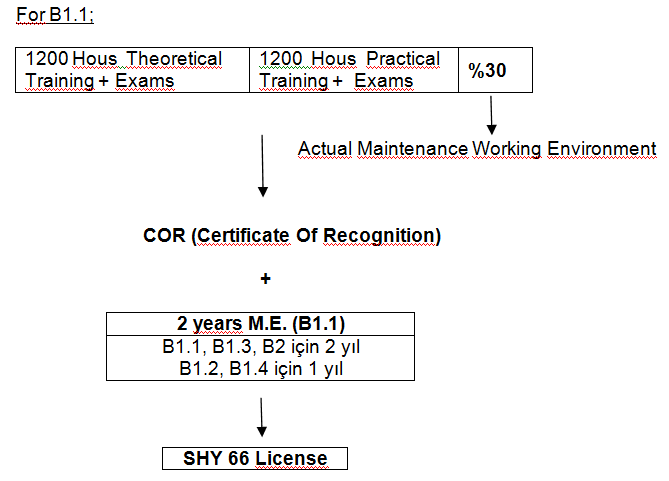 For B1.1;
1200 Hous Theoretical
Training + Exams
1200 Hous Practical
Training + Exams
%30
Actual Maintenance Working Environment
COR (Certificate Of Recognition)
+
2 years M.E. (B1.1)
B1.1, B1.3, B2 için 2 yıl
B1.2, B1.4 için 1 yıl
SHY 66 License